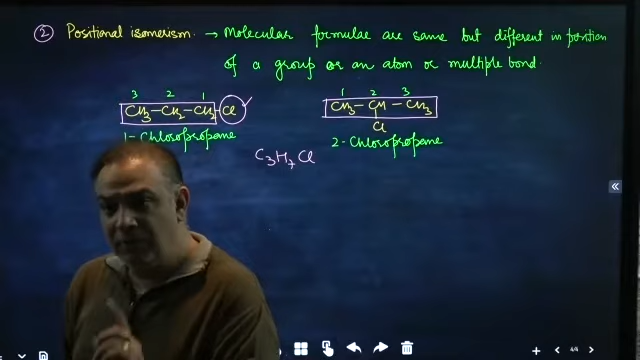 ② Positional isomerism → Molecular formulae are same but different in position
of a group or an atom or multiple bond.
3 2 1
CH₃-CH₂-CH₂-Cl
1-Chloropropane
1 2 3
CH₃-CH-CH₃
Cl
2-Chloropropane
C₃H₇Cl
4/4